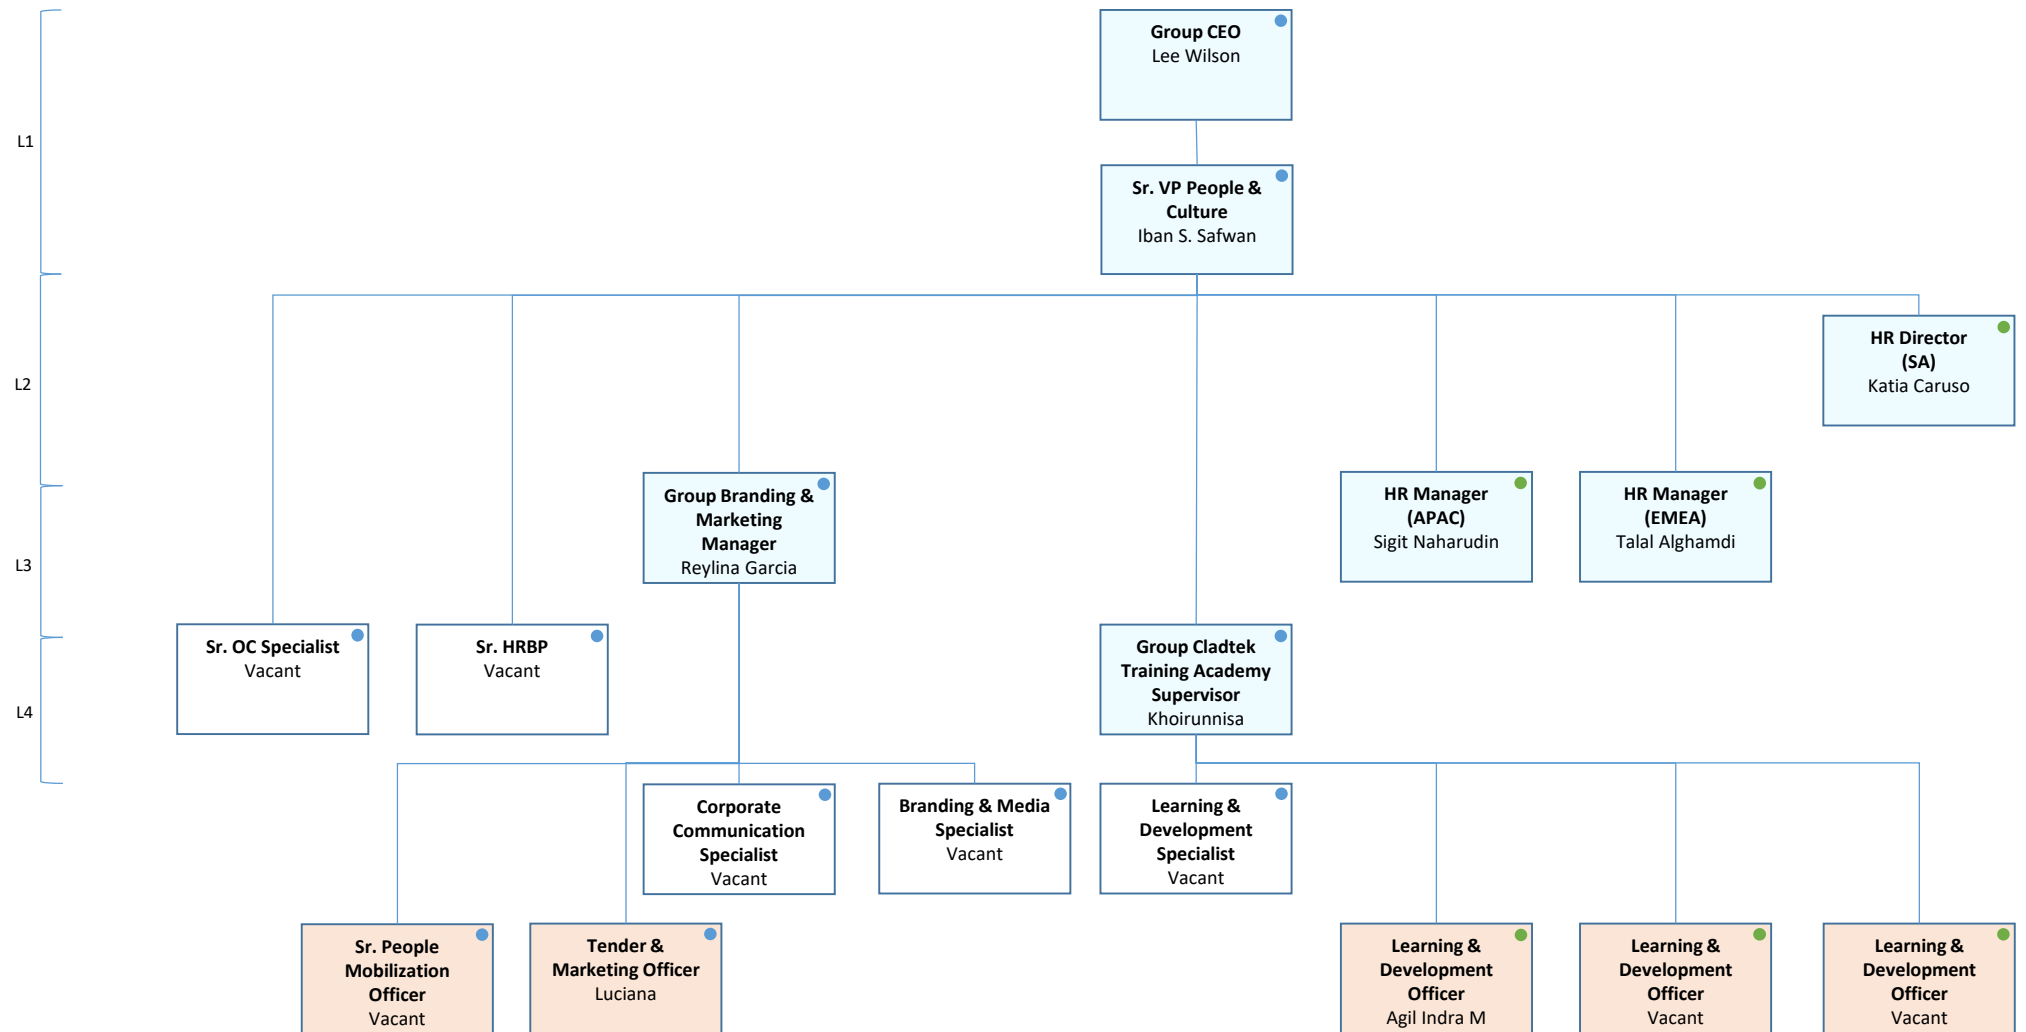 Group CEO
Lee Wilson
L1
Sr. VP People &
Culture
Iban S. Safwan
HR Director
(SA)
Katia Caruso
L2
Group Branding &
Marketing
Manager
Reylina Garcia
HR Manager
(APAC)
Sigit Naharudin
HR Manager
(EMEA)
Talal Alghamdi
L3
Sr. OC Specialist
Vacant
Sr. HRBP
Vacant
Group Cladtek
Training Academy
Supervisor
Khoirunnisa
L4
Corporate
Communication
Specialist
Vacant
Branding & Media
Specialist
Vacant
Learning &
Development
Specialist
Vacant
Sr. People
Mobilization
Officer
Vacant
Tender &
Marketing Officer
Luciana
Learning &
Development
Officer
Agil Indra M
Learning &
Development
Officer
Vacant
Learning &
Development
Officer
Vacant